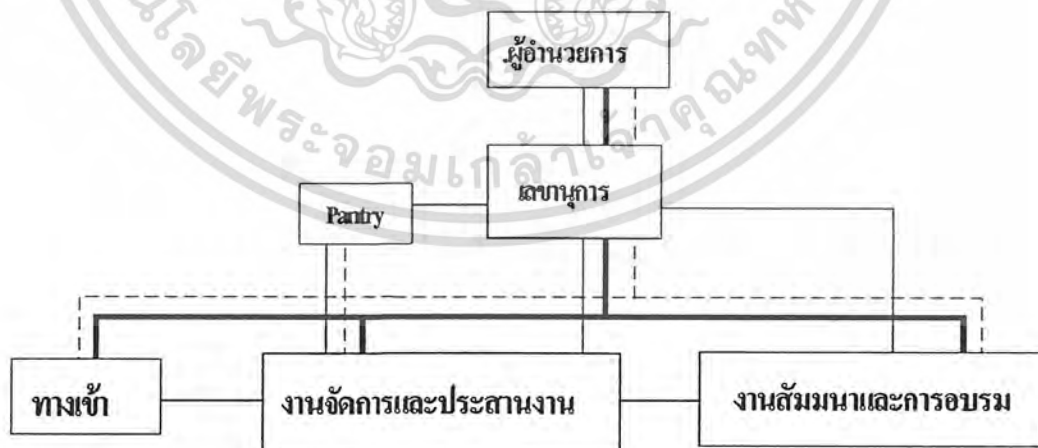 ผู้อำนวยการ
เลขานุการ
Pantry
ทางเข้า
งานจัดการและประสานงาน
งานสัมมนาและการอบรม